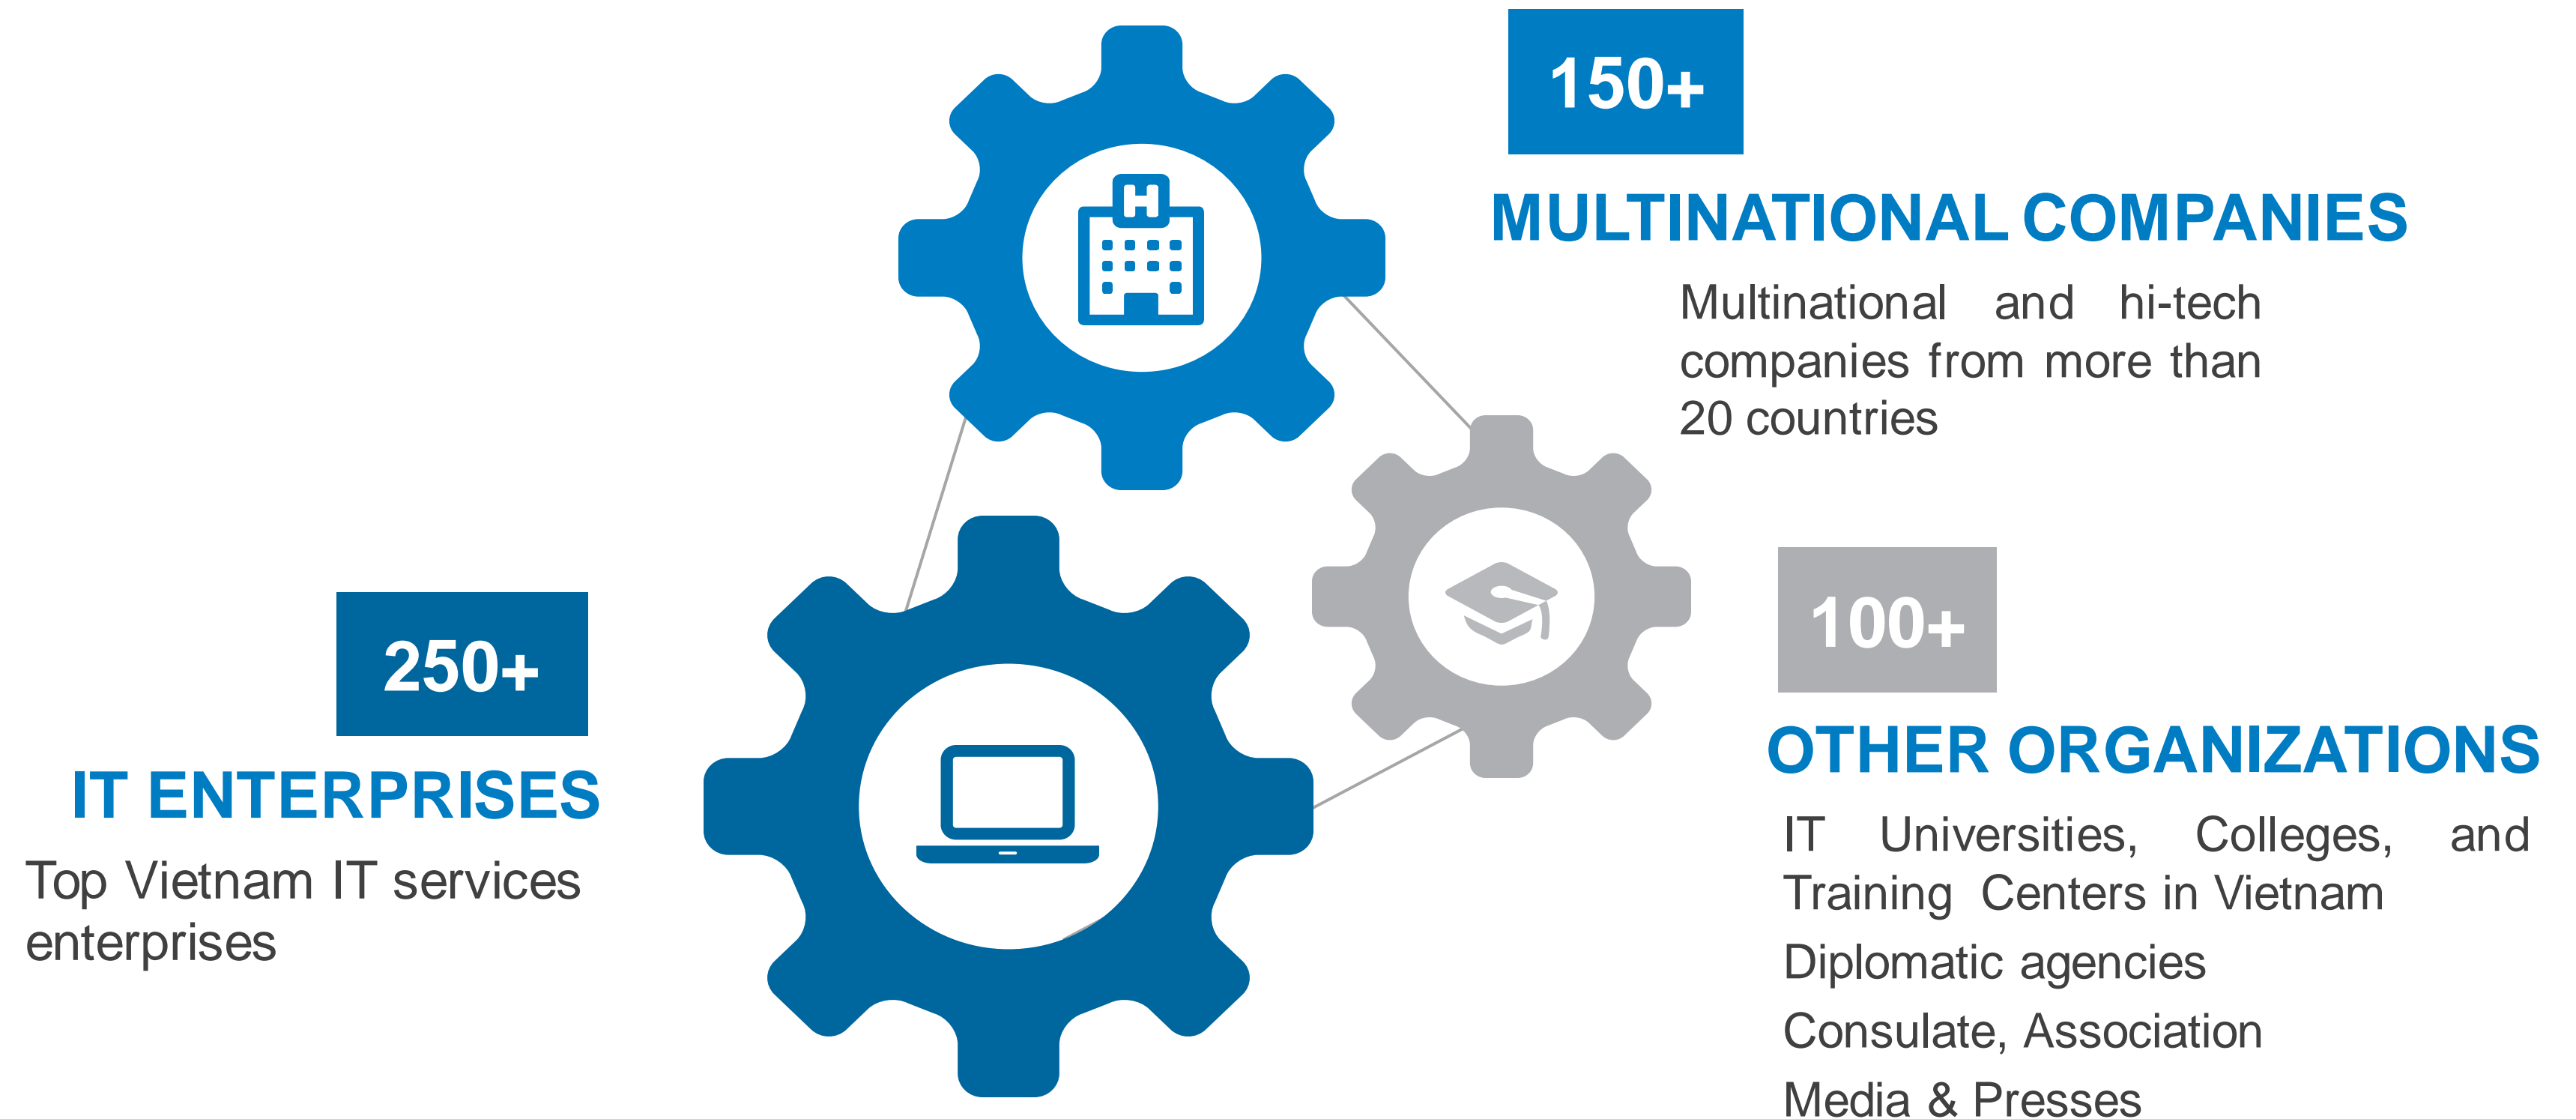 150+
MULTINATIONAL COMPANIES
Multinational and hi-tech
companies from more than
20 countries
250+
IT ENTERPRISES
Top Vietnam IT services
enterprises
100+
OTHER ORGANIZATIONS
IT Universities, Colleges, and
Training Centers in Vietnam
Diplomatic agencies
Consulate, Association
Media & Presses
H